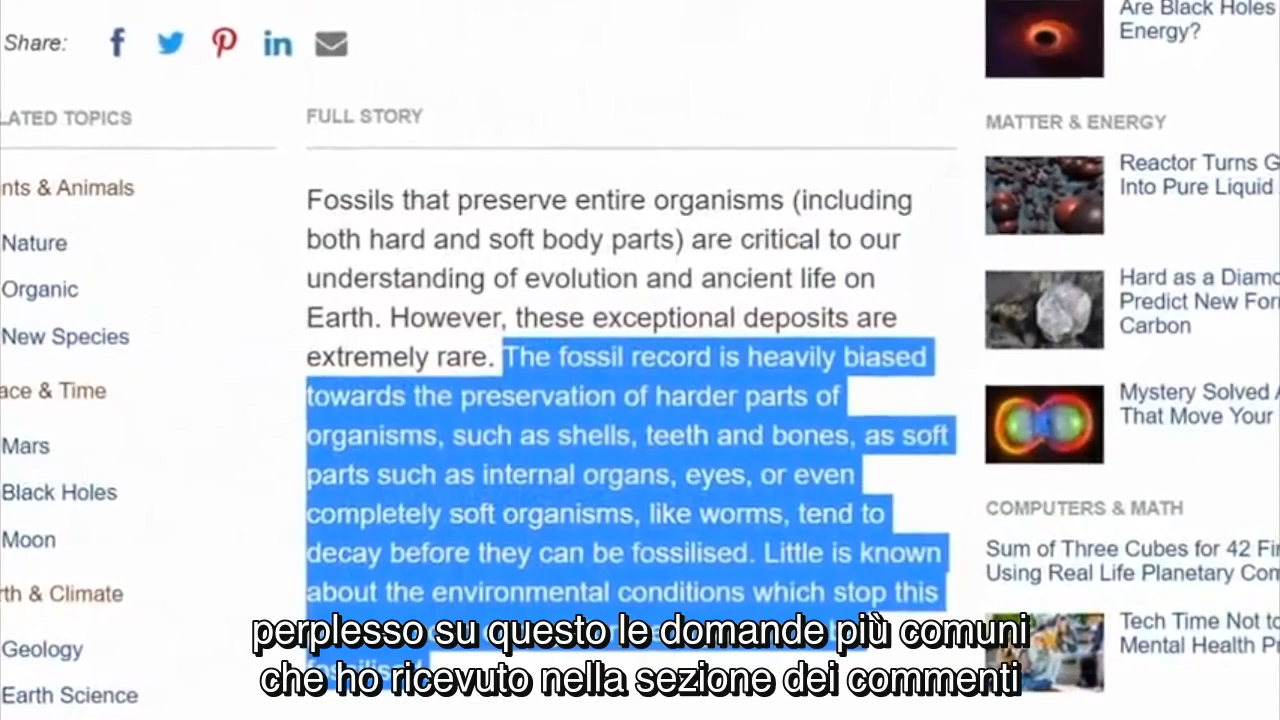 Share:
LATED TOPICS
nts & Animals
Nature
Organic
New Species
ace & Time
Mars
Black Holes
Moon
rth & Climate
Geology
Earth Science
FULL STORY
Fossils that preserve entire organisms (including
both hard and soft body parts) are critical to our
understanding of evolution and ancient life on
Earth. However, these exceptional deposits are
extremely rare. The fossil record is heavily biased
towards the preservation of harder parts of
organisms, such as shells, teeth and bones, as soft
parts such as internal organs, eyes, or even
completely soft organisms, like worms, tend to
decay before they can be fossilised. Little is known
about the environmental conditions which stop this
Are Black Holes
Energy?
MATTER & ENERGY
Reactor Turns G
Into Pure Liquid
Hard as a Diamo
Predict New For
Carbon
Mystery Solved A
That Move Your
COMPUTERS & MATH
Sum of Three Cubes for 42 Fi
Using Real Life Planetary Com
Tech Time Not to
Mental Health P
perplesso su questo le domande più comuni
che ho ricevuto nella sezione dei commenti